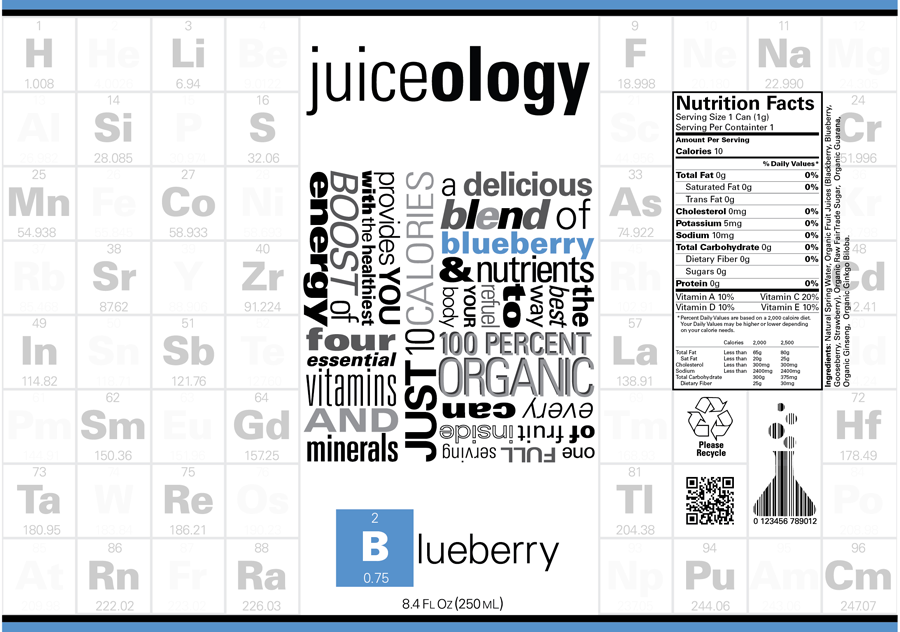 1
H
1.008
3
Li
6.94
He
Be
14
Si
28.085
16
S
32.06
Al
P
25
Mn
54.938
27
Co
58.933
Fe
Ni
38
Sr
87.62
40
Zr
91.224
Rb
Y
49
In
114.82
51
Sb
121.76
Te
62
Sm
150.36
64
Gd
157.25
Pm
Eu
73
Ta
180.95
75
Re
186.21
W
Os
86
Rn
222.02
88
Ra
226.03
At
Fr
juiceology
energy
BOOST of
with the healthiest
provides YOU
four
essential
vitamins
AND
minerals
JUST 10 CALORIES
a delicious
blend of
blueberry
& nutrients
the
best
way
to
refuel
YOUR
body
100 PERCENT
ORGANIC
every can
of fruit inside
one FULL serving
2
B
0.75
lueberry
8.4 FL OZ (250 ML)
9
F
18.998
11
Na
22.990
Ne
Mg
Sc
24
Cr
51.996
33
As
74.922
Kr
Rh
48
Cd
2.41
57
La
138.91
Nd
Tm
72
Hf
178.49
81
Tl
204.38
Po
94
Pu
244.06
96
Cm
247.07
Np
Am
Nutrition Facts
Serving Size 1 Can (1g)
Serving Per Containter 1
Amount Per Serving
Calories 10
% Daily Values*
Total Fat 0g 0%
Saturated Fat 0g 0%
Trans Fat 0g
Cholesterol 0mg 0%
Potassium 5mg 0%
Sodium 10mg 0%
Total Carbohydrate 0g 0%
Dietary Fiber 0g 0%
Sugars 0g
Protein 0g 0%
Vitamin A 10% Vitamin C 20%
Vitamin D 10% Vitamin E 10%
* Percent Daily Values are based on a 2,000 calorie diet.
Your Daily Values may be higher or lower depending
on your calorie needs.
Calories 2,000 2,500
Total Fat Less than 65g 80g
Sat Fat Less than 20g 25g
Cholesterol Less than 300mg 300mg
Sodium Less than 2400mg 2400mg
Total Carbohydrate 300g 375mg
Dietary Fiber 25g 30mg
Ingredients: Natural Spring Water, Organic Fruit Juices (Blackberry, Blueberry,
Gooseberry, Strawberry), Organic Raw FairTrade Sugar, Organic Guarana,
Organic Ginseng, Organic Ginkgo Biloba.
Please
Recycle
0 123456 789012